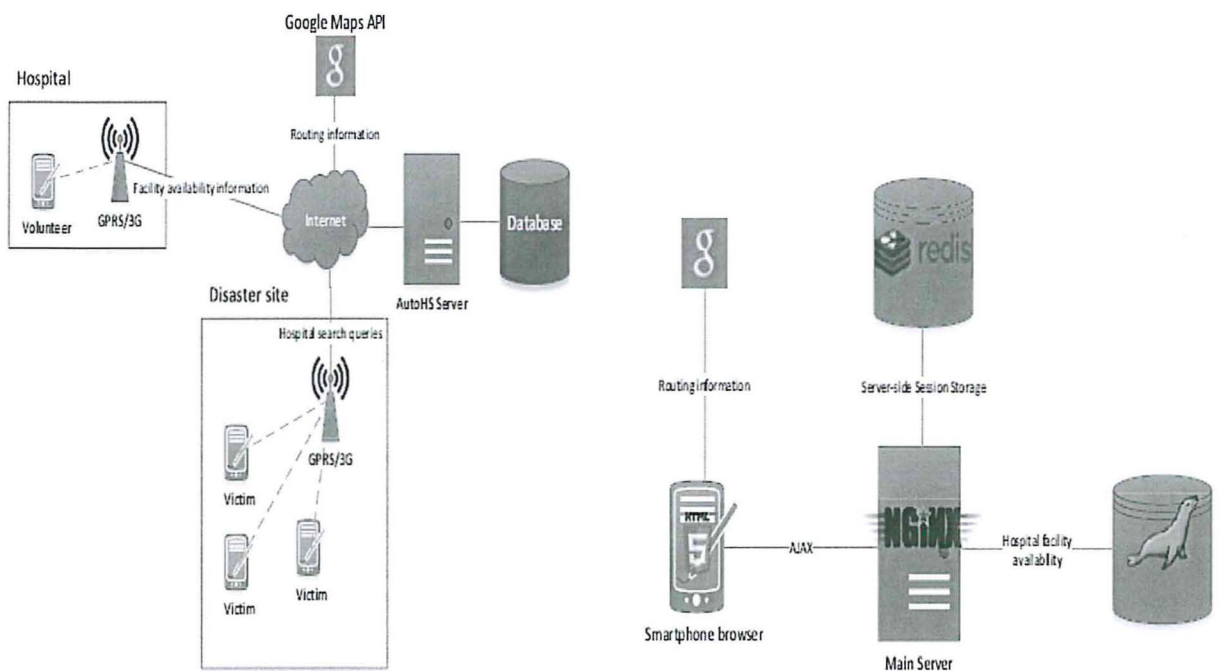 Google Maps API
g
Routing information
Hospital
Volunteer
GPRS/3G
Facility availability information
Internet
AutoHS Server
Database
Disaster site
Hospital search queries
GPRS/3G
Victim
Victim
Victim
g
Routing information
redis
Server-side Session Storage
HTML
5
Smartphone browser
AJAX
NGiNX
Main Server
Hospital facility
availability